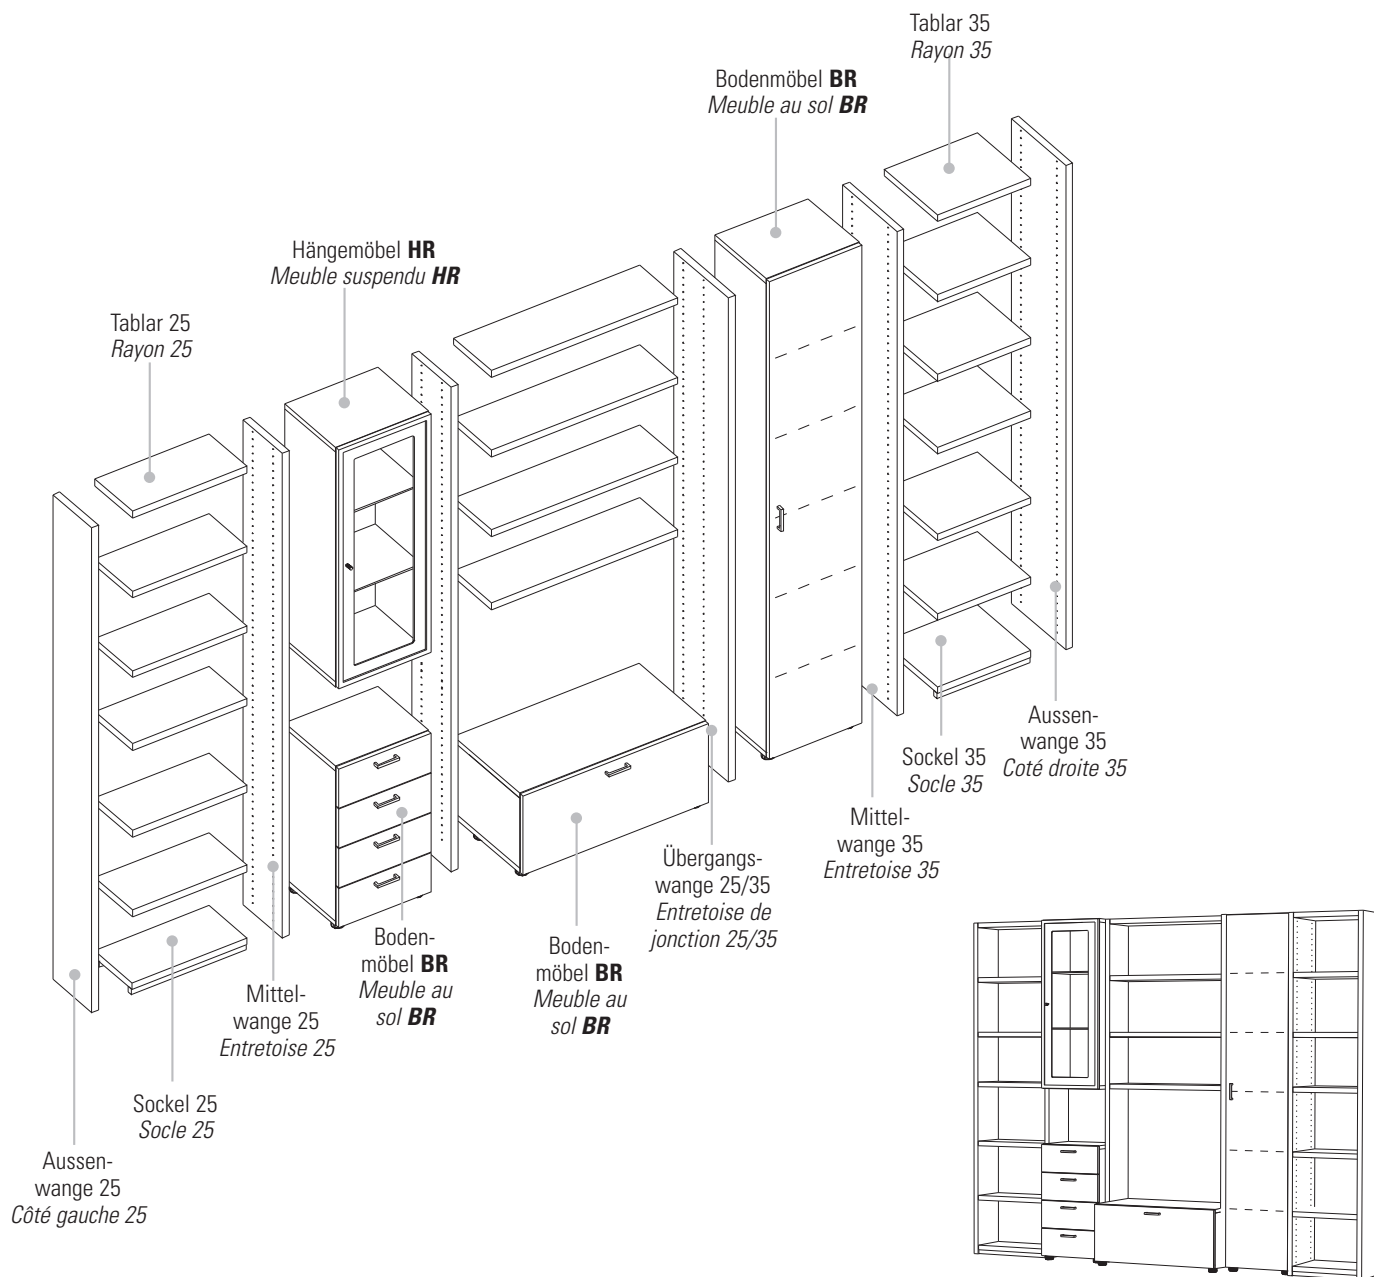 Tablar 35
Rayon 35
Bodenmöbel BR
Meuble au sol BR
Hängemöbel HR
Meuble suspendu HR
Tablar 25
Rayon 25
Aussen-
wange 35
Coté droite 35
Sockel 35
Socle 35
Mittel-
wange 35
Entretoise 35
Übergangs-
wange 25/35
Entretoise de
jonction 25/35
Boden-
möbel BR
Meuble au
sol BR
Boden-
möbel BR
Meuble au
sol BR
Mittel-
wange 25
Entretoise 25
Sockel 25
Socle 25
Aussen-
wange 25
Côté gauche 25